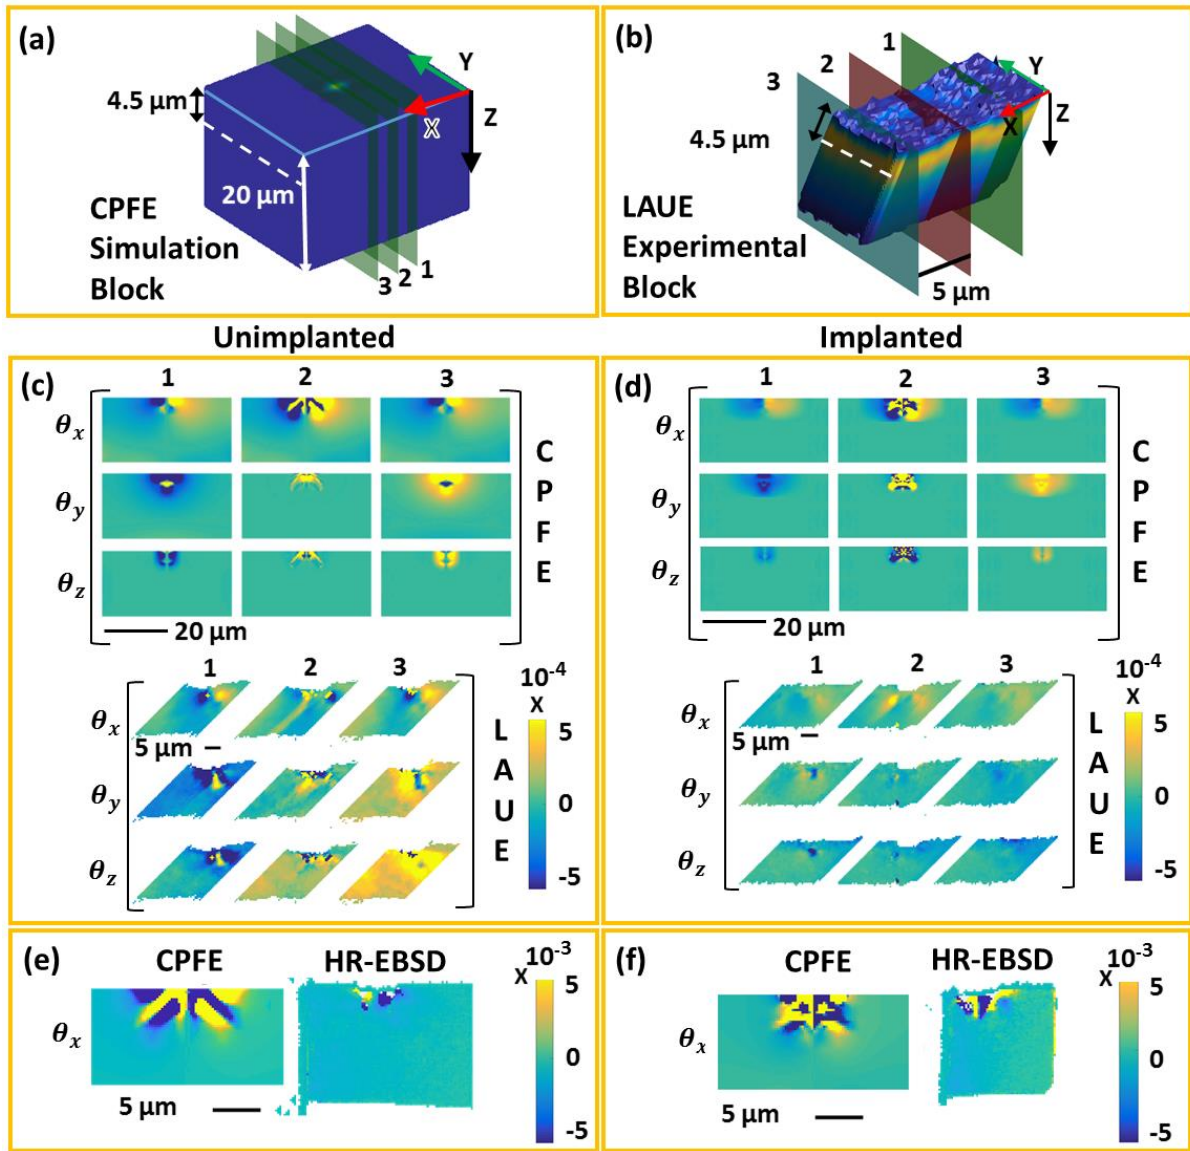 (a)
Y
X
Z
4.5 μm
20 μm
CPFE
Simulation
Block
3 2 1
(b)
1
2
3
Y
X
Z
4.5 μm
LAUE
Experimental
Block
5 μm
Unimplanted
Implanted
(c)
1 2 3
θx
θy
θz
C
P
F
E
20 μm
1 2 3
θx
5 μm
θy
θz
L
A
U
E
10-4
X
5
0
-5
(d)
1 2 3
θx
θy
θz
C
P
F
E
20 μm
1 2 3
θx
5 μm
θy
θz
L
A
U
E
10-4
X
5
0
-5
(e)
CPFE HR-EBSD
θx
5 μm
10-3
X
5
0
-5
(f)
CPFE HR-EBSD
θx
5 μm
10-3
X
5
0
-5